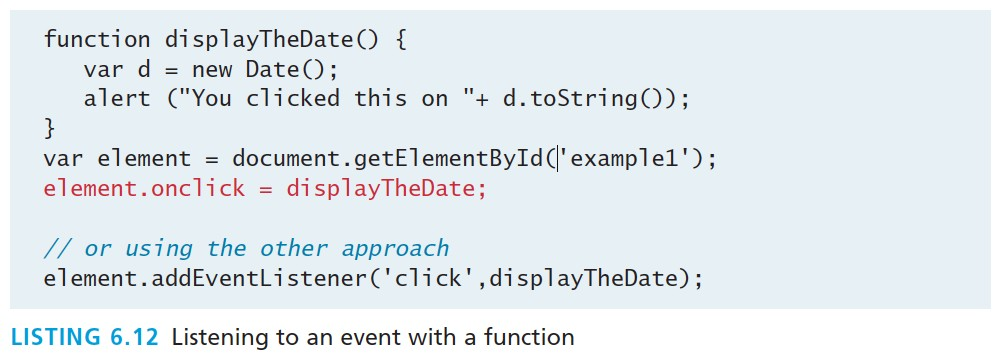 function displayTheDate() {
var d = new Date();
alert ("You clicked this on "+ d.toString());
}
var element = document.getElementById('example1');
element.onclick = displayTheDate;
// or using the other approach
element.addEventListener('click',displayTheDate);
LISTING 6.12 Listening to an event with a function